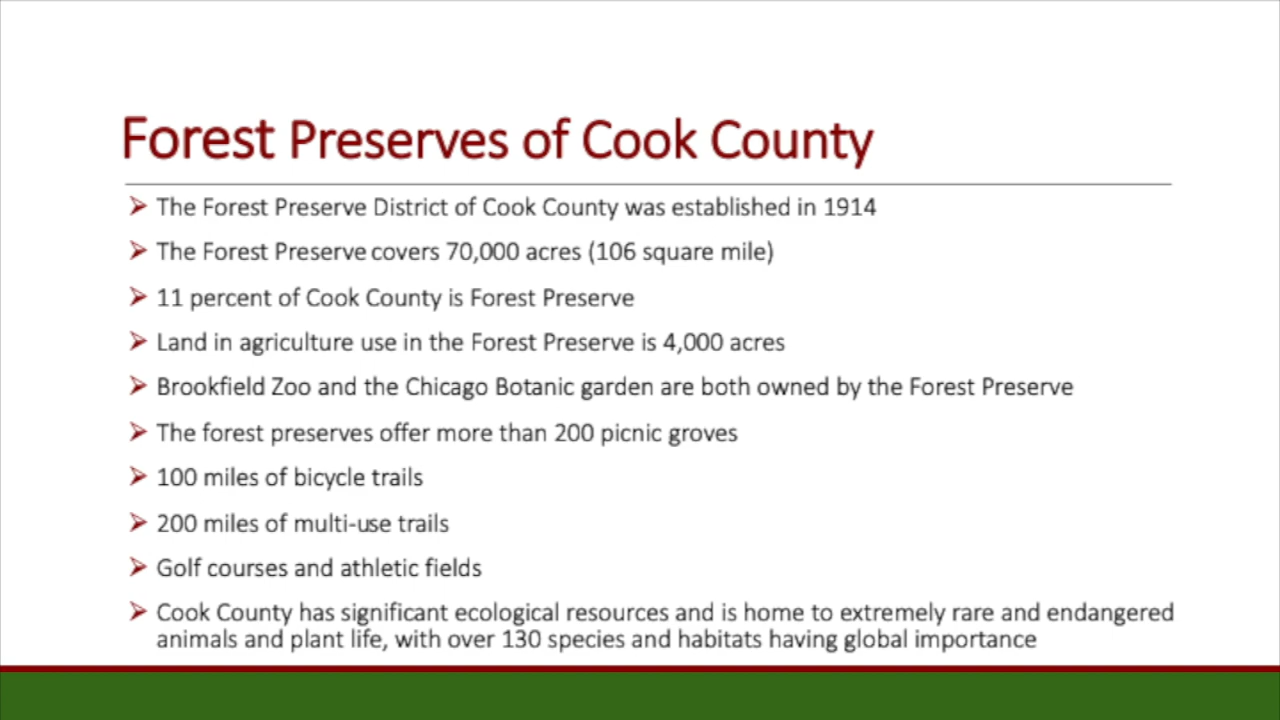 Forest Preserves of Cook County
The Forest Preserve District of Cook County was established in 1914
The Forest Preserve covers 70,000 acres (106 square mile)
11 percent of Cook County is Forest Preserve
Land in agriculture use in the Forest Preserve is 4,000 acres
Brookfield Zoo and the Chicago Botanic garden are both owned by the Forest Preserve
The forest preserves offer more than 200 picnic groves
100 miles of bicycle trails
200 miles of multi-use trails
Golf courses and athletic fields
Cook County has significant ecological resources and is home to extremely rare and endangered
animals and plant life, with over 130 species and habitats having global importance